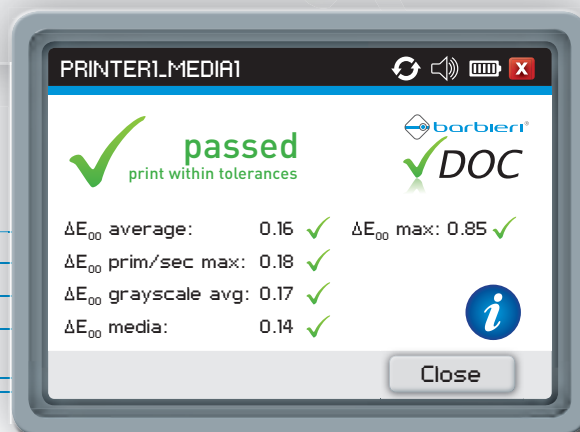 PRINTER1_MEDIA1
X
passed
print within tolerances
barbieri®
DOC
ΔE₀₀ average: 0.16
ΔE₀₀ prim/sec max: 0.18
ΔE₀₀ grayscale avg: 0.17
ΔE₀₀ media: 0.14
ΔE₀₀ max: 0.85
i
Close